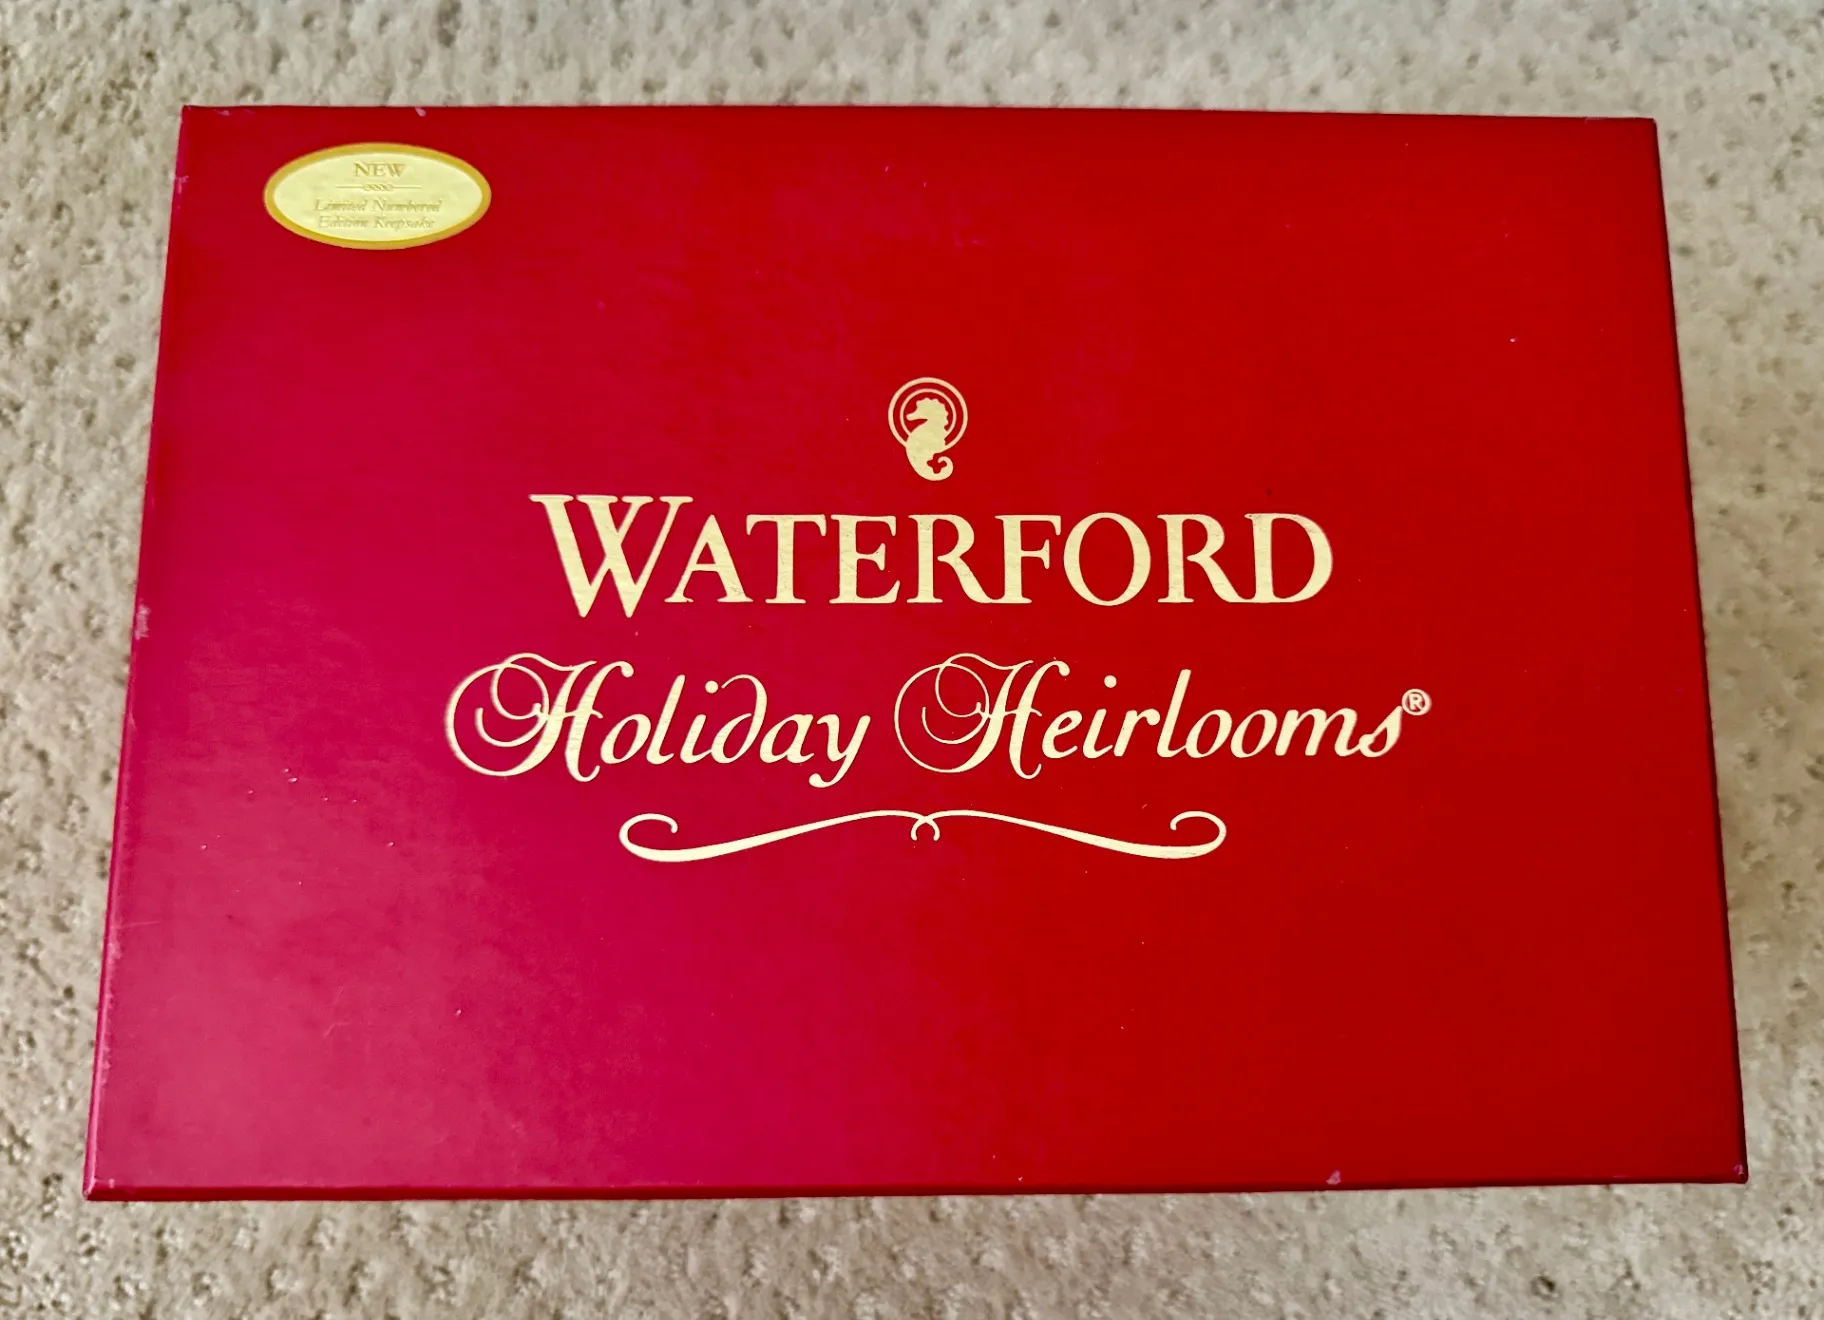 NEW
Limited Numbered
Edition Keepsake
WATERFORD
Holiday Heirlooms®